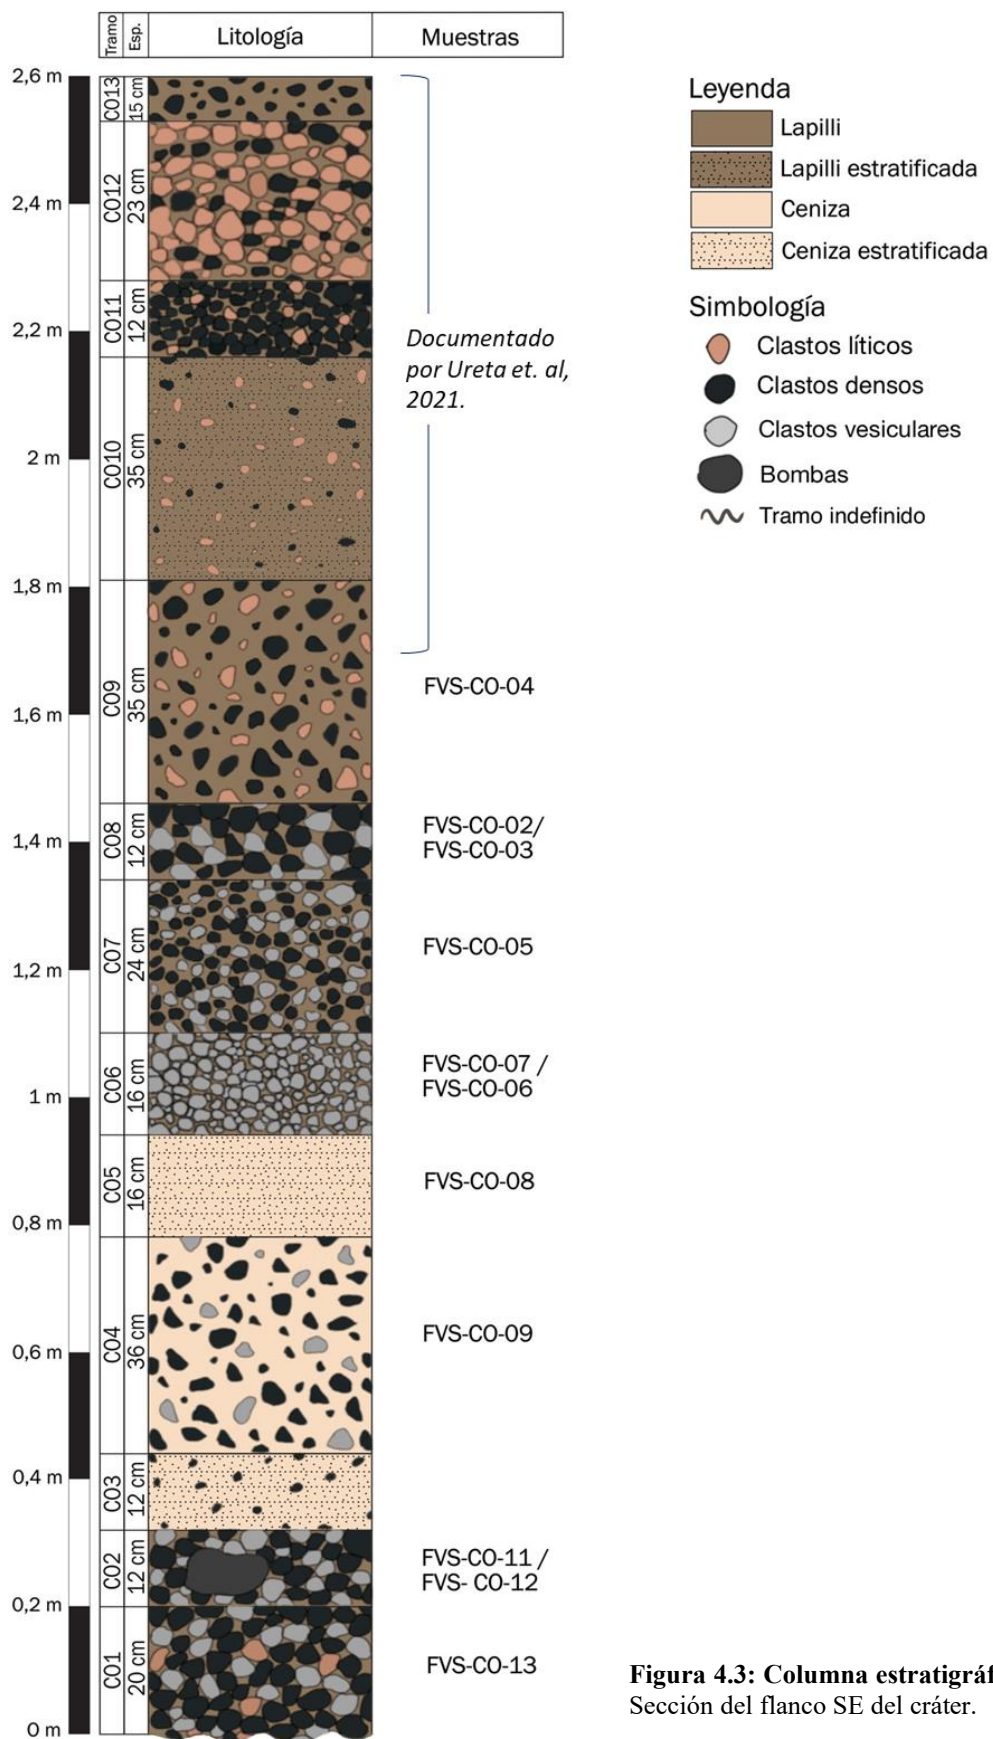 Tramo
Esp.
Litología
Muestras
2,6 m
2,4 m
2,2 m
2 m
1,8 m
1,6 m
1,4 m
1,2 m
1 m
0,8 m
0,6 m
0,4 m
0,2 m
0 m
C013
15 cm
C012
23 cm
C011
12 cm
C010
35 cm
C09
35 cm
C08
12 cm
C07
24 cm
C06
16 cm
C05
16 cm
C04
36 cm
C03
12 cm
C02
12 cm
C01
20 cm
Documentado
por Ureta et. al,
2021.
FVS-CO-04
FVS-CO-02/
FVS-CO-03
FVS-CO-05
FVS-CO-07 /
FVS-CO-06
FVS-CO-08
FVS-CO-09
FVS-CO-11 /
FVS- CO-12
FVS-CO-13
Leyenda
Lapilli
Lapilli estratificada
Ceniza
Ceniza estratificada
Simbología
Clastos líticos
Clastos densos
Clastos vesiculares
Bombas
Tramo indefinido
Figura 4.3: Columna estratigráf
Sección del flanco SE del cráter.